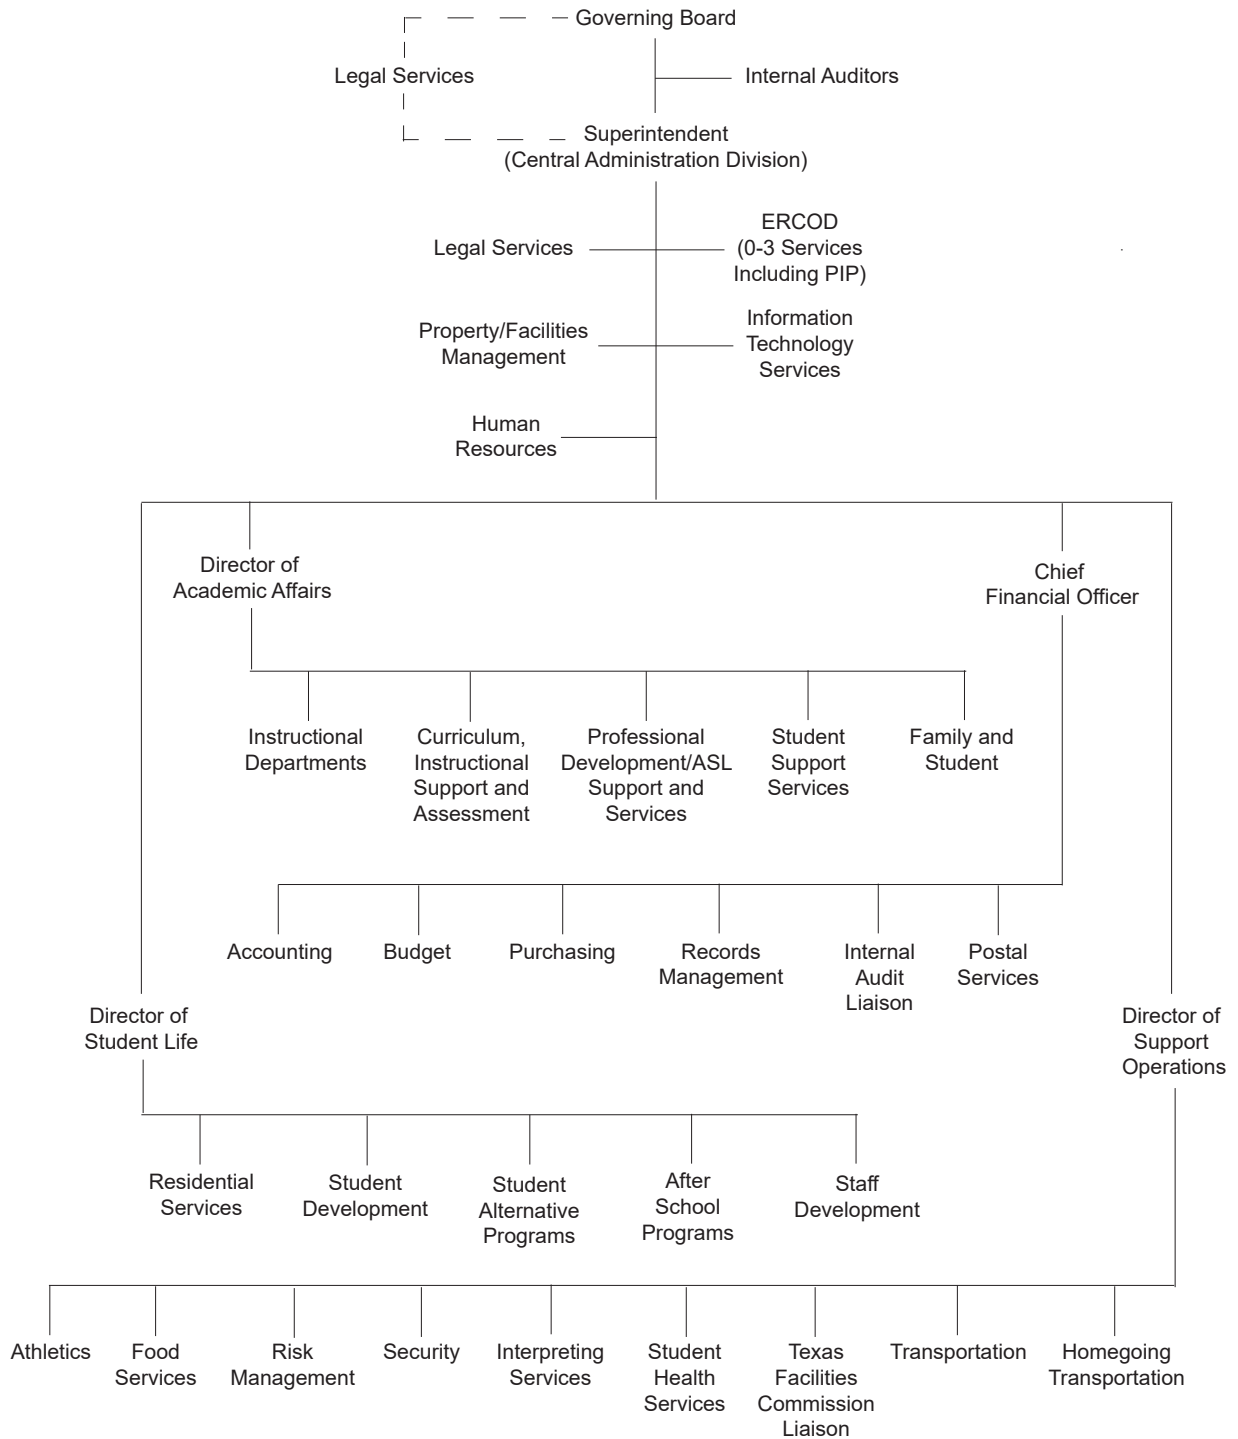 Governing Board
Legal Services
Internal Auditors
Superintendent
(Central Administration Division)
Legal Services
ERCOD
(0-3 Services
Including PIP)
Property/Facilities
Management
Information
Technology
Services
Human
Resources
Director of
Academic Affairs
Chief
Financial Officer
Instructional
Departments
Curriculum,
Instructional
Support and
Assessment
Professional
Development/ASL
Support and
Services
Student
Support
Services
Family and
Student
Accounting
Budget
Purchasing
Records
Management
Internal
Audit
Liaison
Postal
Services
Director of
Student Life
Director of
Support
Operations
Residential
Services
Student
Development
Student
Alternative
Programs
After
School
Programs
Staff
Development
Athletics
Food
Services
Risk
Management
Security
Interpreting
Services
Student
Health
Services
Texas
Facilities
Commission
Liaison
Transportation
Homegoing
Transportation